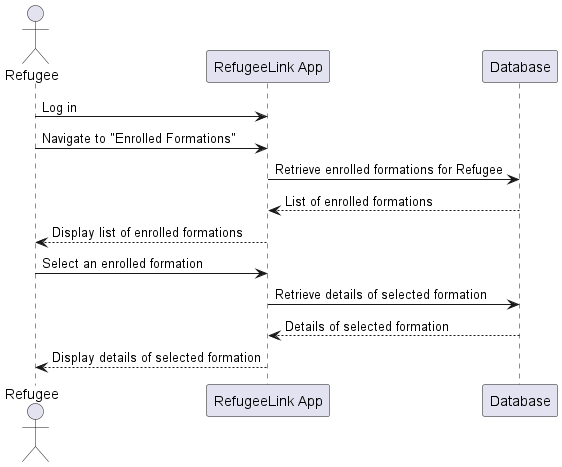 Refugee
RefugeeLink App
Database
Log in
Navigate to "Enrolled Formations"
Retrieve enrolled formations for Refugee
List of enrolled formations
Display list of enrolled formations
Select an enrolled formation
Retrieve details of selected formation
Details of selected formation
Display details of selected formation
Refugee
RefugeeLink App
Database